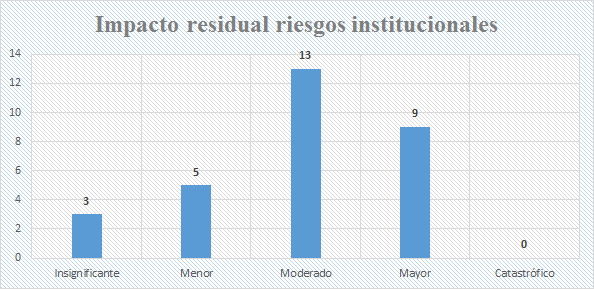 Impacto residual riesgos institucionales
14
12
10
8
6
4
2
0
3
5
13
9
0
Insignificante
Menor
Moderado
Mayor
Catastrófico